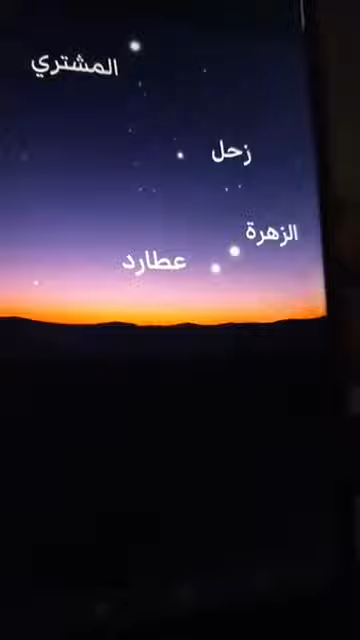 المشتري
زحل
الزهرة
عطارد